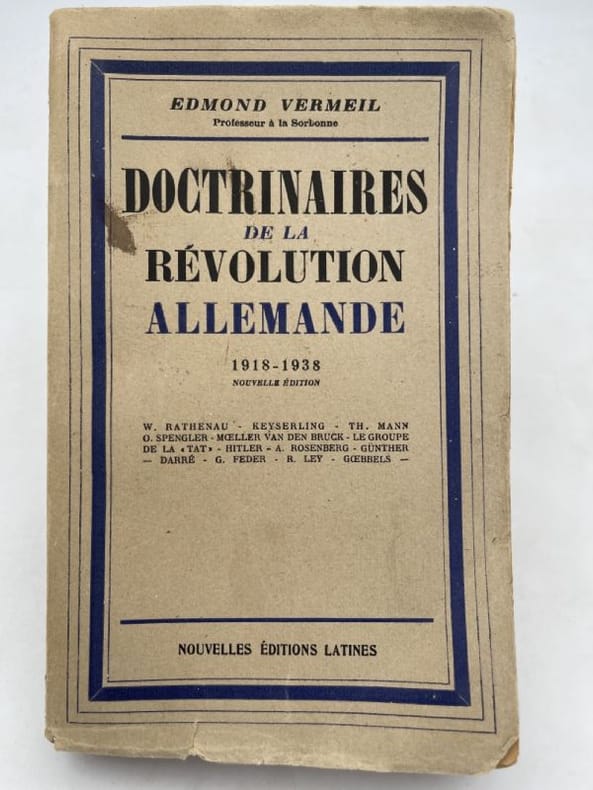 EDMOND VERMEIL
Professeur à la Sorbonne
DOCTRINAIRES
DE LA
RÉVOLUTION
ALLEMANDE
1918-1938
NOUVELLE ÉDITION
W. RATHENAU - KEYSERLING - TH. MANN
O. SPENGLER - MŒLLER VAN DEN BRUCK - LE GROUPE
DE LA «TAT» - HITLER - A. ROSENBERG - GÜNTHER
— DARRÉ - G. FEDER - R. LEY - GŒBBELS —
NOUVELLES ÉDITIONS LATINES